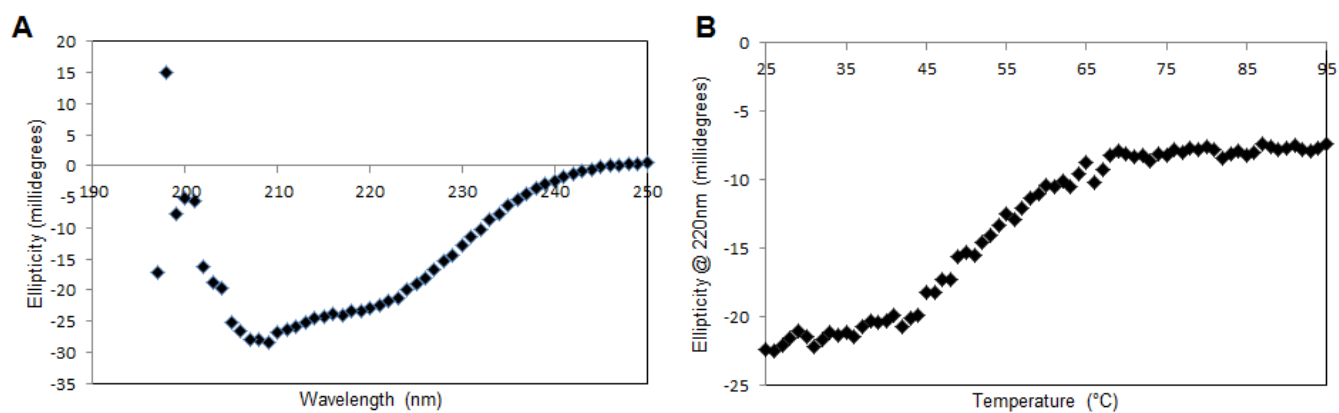 A
20
15
10
5
0
-5
-10
-15
-20
-25
-30
-35
190 200 210 220 230 240 250
Ellipticity (millidegrees)
Wavelength (nm)
B
0
-5
-10
-15
-20
-25
25 35 45 55 65 75 85 95
Ellipticity @ 220nm (millidegrees)
Temperature (°C)